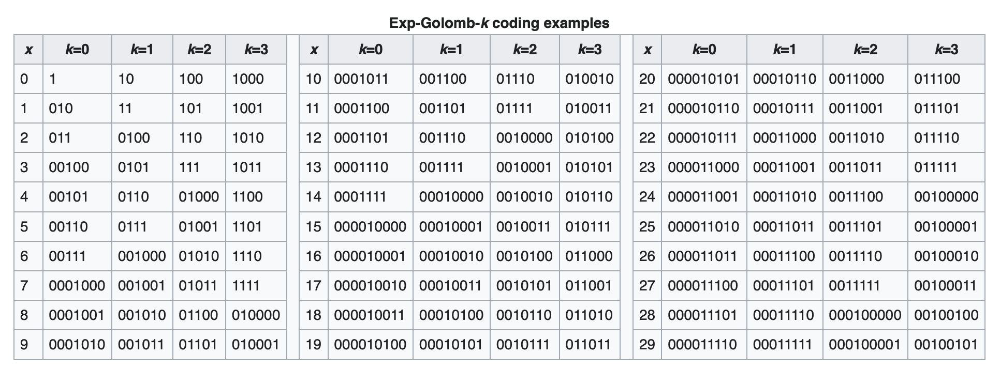 Exp-Golomb-k coding examples
x k=0 k=1 k=2 k=3 x k=0 k=1 k=2 k=3 x k=0 k=1 k=2 k=3
0 1 10 100 1000 10 0001011 001100 01110 010010 20 000010101 00010110 0011000 011100
1 010 11 101 1001 11 0001100 001101 01111 010011 21 000010110 00010111 0011001 011101
2 011 0100 110 1010 12 0001101 001110 0010000 010100 22 000010111 00011000 0011010 011110
3 00100 0101 111 1011 13 0001110 001111 0010001 010101 23 000011000 00011001 0011011 011111
4 00101 0110 01000 1100 14 0001111 00010000 0010010 010110 24 000011001 00011010 0011100 00100000
5 00110 0111 01001 1101 15 000010000 00010001 0010011 010111 25 000011010 00011011 0011101 00100001
6 00111 001000 01010 1110 16 000010001 00010010 0010100 011000 26 000011011 00011100 0011110 00100010
7 0001000 001001 01011 1111 17 000010010 00010011 0010101 011001 27 000011100 00011101 0011111 00100011
8 0001001 001010 01100 010000 18 000010011 00010100 0010110 011010 28 000011101 00011110 000100000 00100100
9 0001010 001011 01101 010001 19 000010100 00010101 0010111 011011 29 000011110 00011111 000100001 00100101